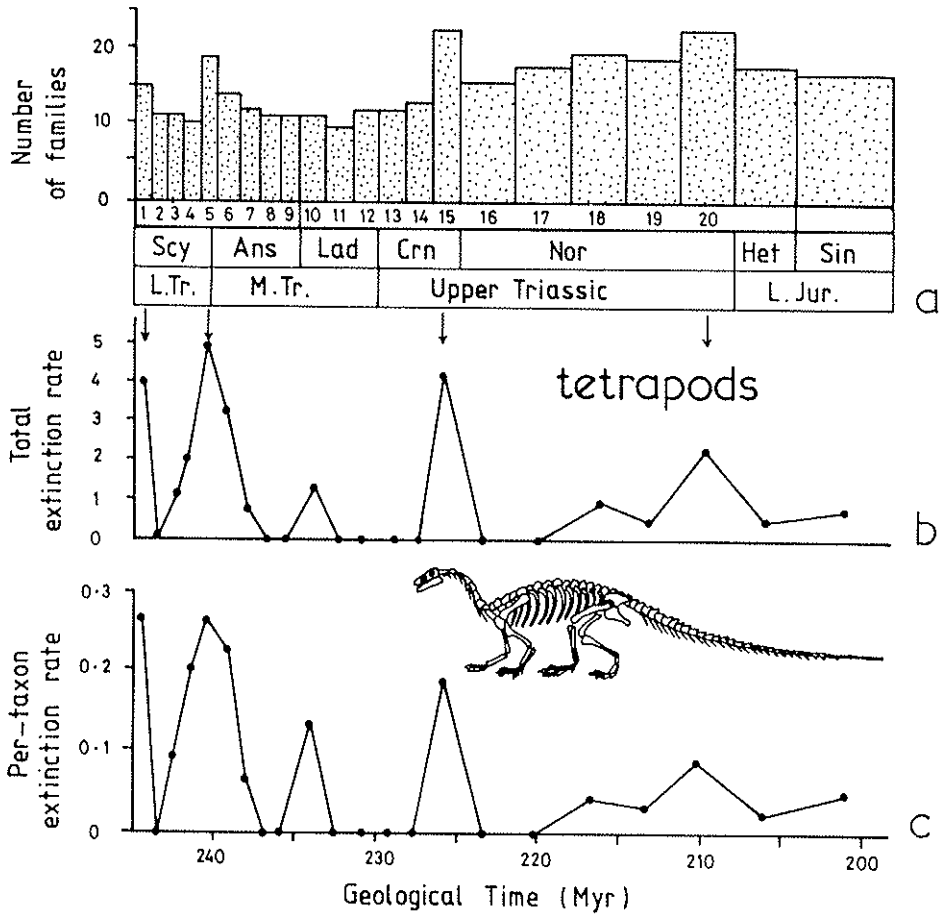 Number of families
20
10
0
1 2 3 4 5 6 7 8 9 10 11 12 13 14 15 16 17 18 19 20
Scy Ans Lad Crn Nor Het Sin
L.Tr. M.Tr. Upper Triassic L.Jur.
a
Total extinction rate
5
4
3
2
1
0
tetrapods
b
Per-taxon extinction rate
0·3
0·2
0·1
0
c
240 230 220 210 200
Geological Time (Myr)